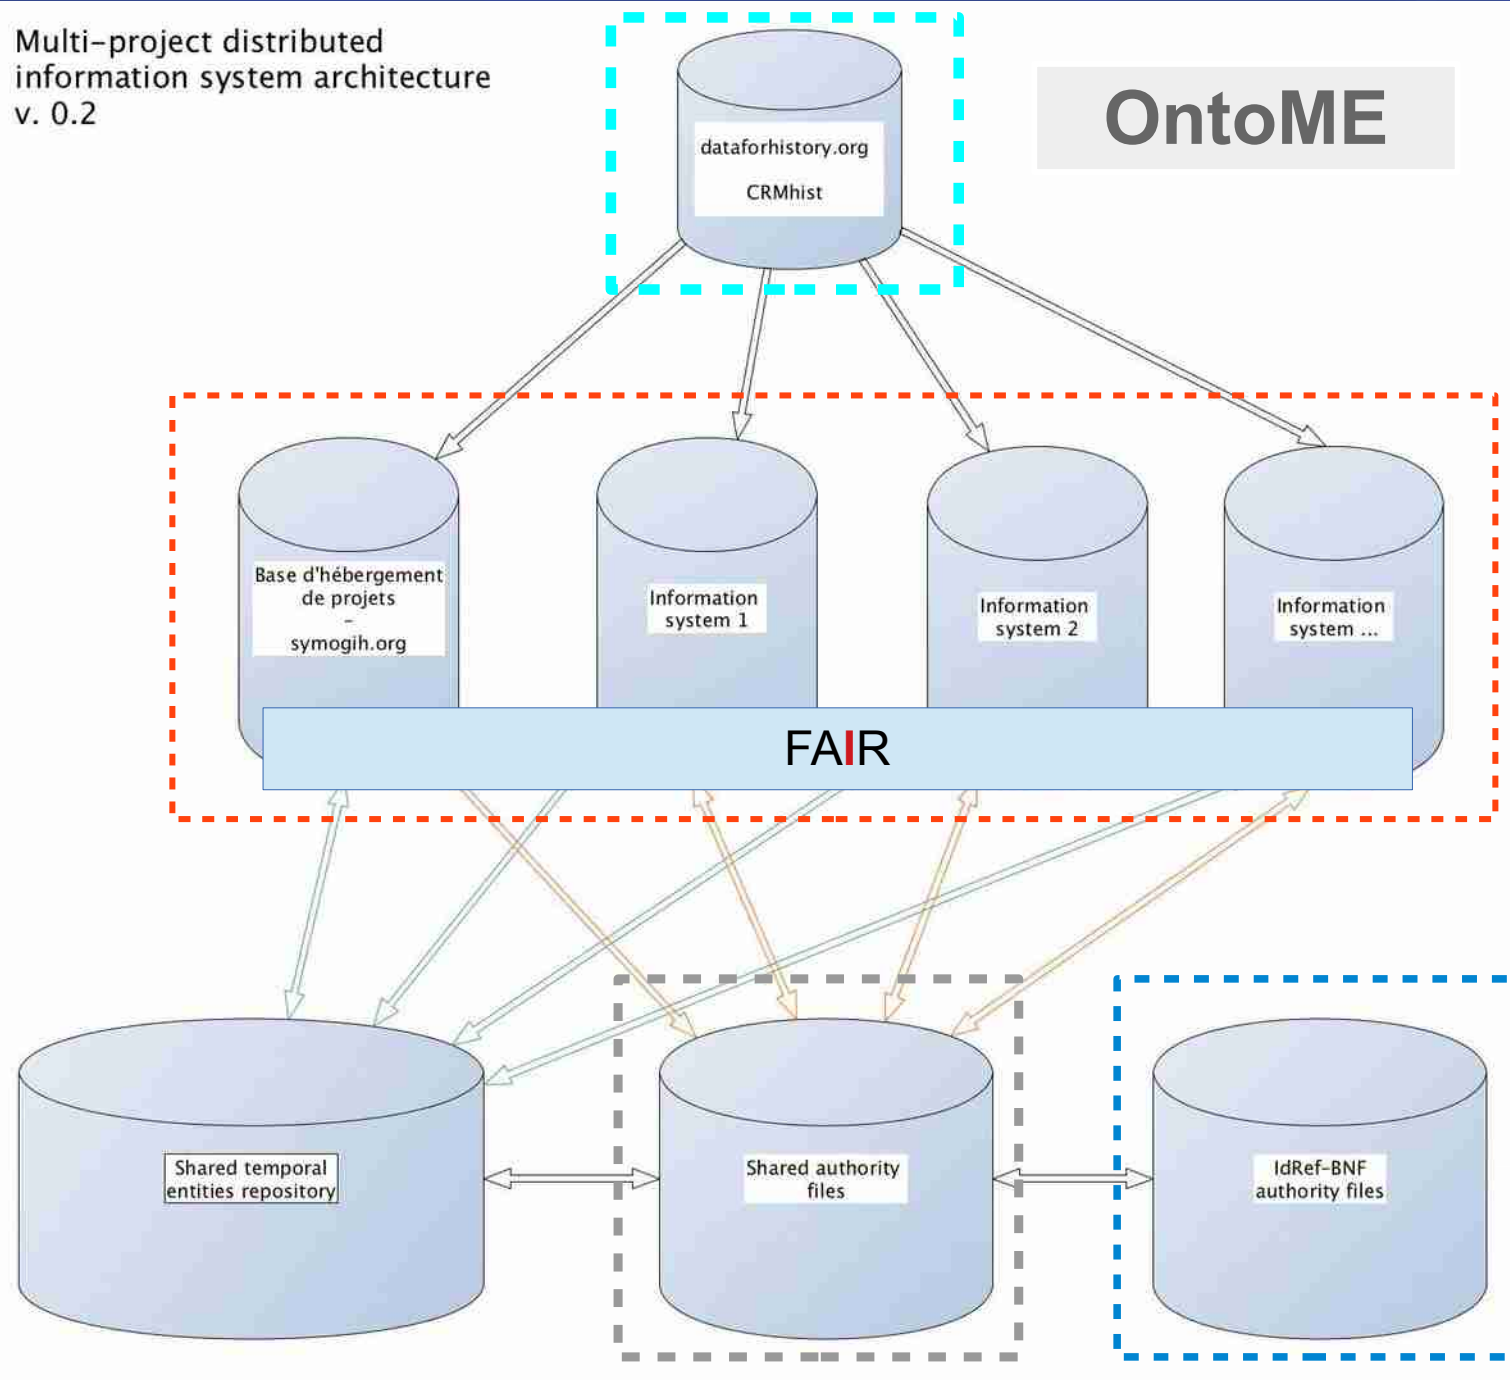 Multi-project distributed
information system architecture
v. 0.2
OntoME
dataforhistory.org
CRMhist
Base d'hébergement
de projets
-
symogih.org
Information
system 1
Information
system 2
Information
system ...
FAIR
Shared temporal
entities repository
Shared authority
files
IdRef-BNF
authority files